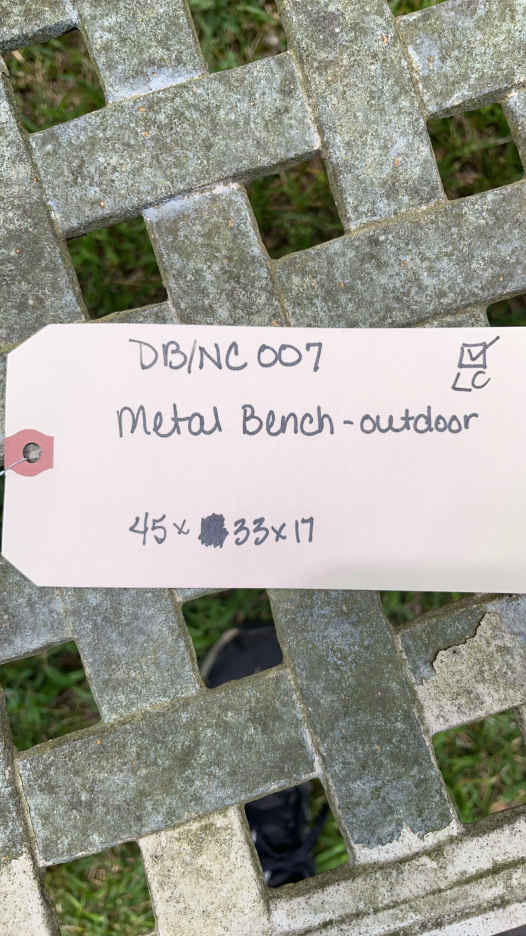 DB/NC 007
LC
Metal Bench - outdoor
45 x 33 x 17